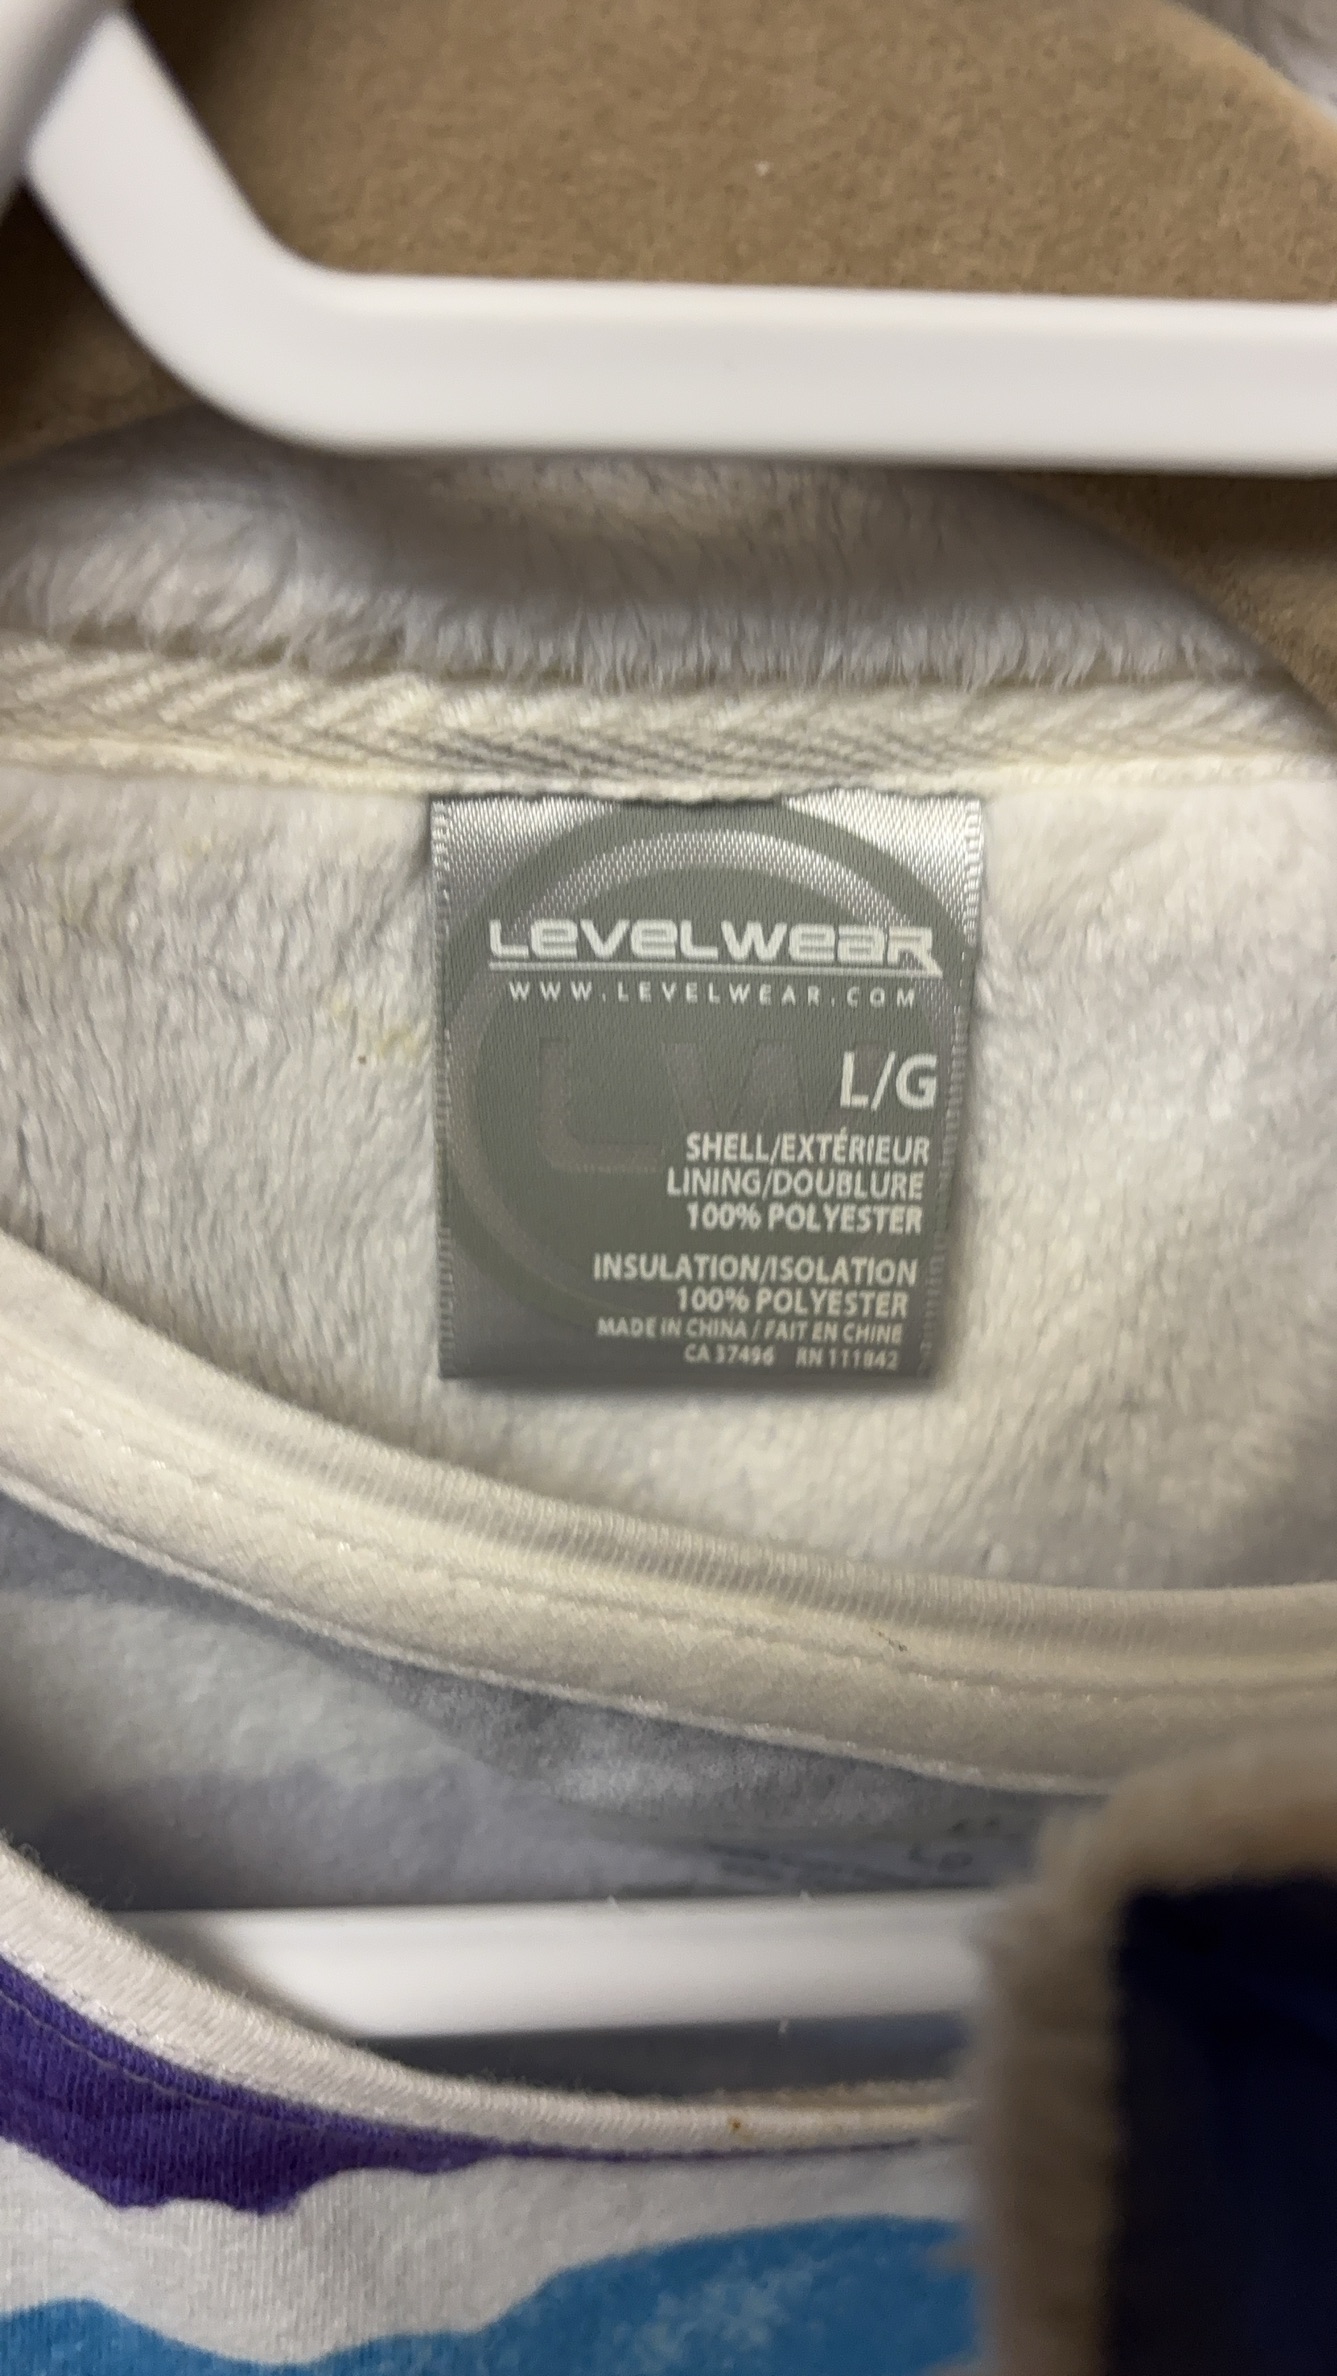 LEVELWEAR
WWW.LEVELWEAR.COM
L/G
SHELL/EXTÉRIEUR
LINING/DOUBLURE
100% POLYESTER
INSULATION/ISOLATION
100% POLYESTER
MADE IN CHINA / FAIT EN CHINE
CA 37496 RN 111842